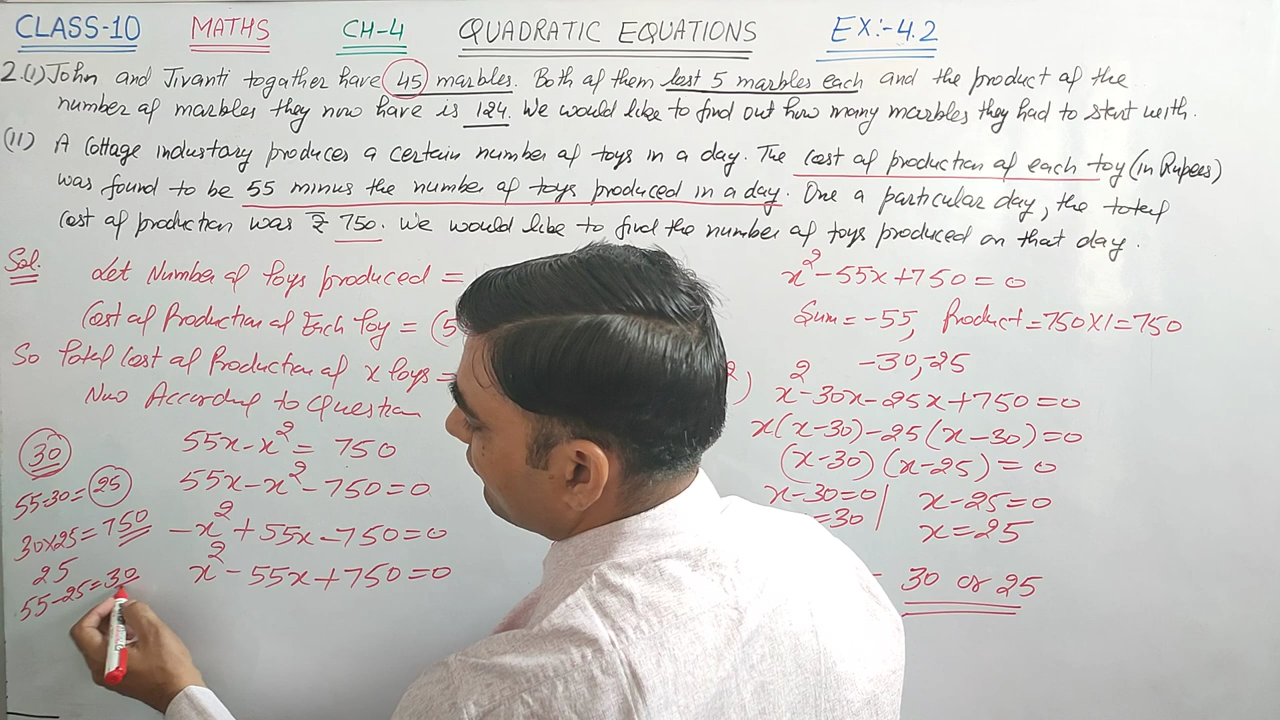 CLASS-10 MATHS CH-4 QUADRATIC EQUATIONS EX:-4.2
2.(I) John and Jivanti togather have 45 marbles. Both of them lost 5 marbles each and the product of the
number of marbles they now have is 124. We would like to find out how many marbles they had to start with.
(II) A Cottage industary produces a certain number of toys in a day. The cost of production of each toy (in Rupees)
was found to be 55 minus the number of toys produced in a day. One a particular day, the total
cost of production was ₹ 750. We would like to find the number of toys produced on that day.
Sol.
Let Number of toys produced =
Cost of Production of Each Toy = (5
So total cost of Production of x toys =
Now According to Question
55x-x²= 750
55x-x²-750=0
-x²+55x-750=0
x²-55x+750=0
30
55-30=25
30x25=750
25
55-25=30
2)
x²-55x+750=0
Sum=-55, Product=750X1=750
-30,-25
x²-30x-25x+750=0
x(x-30)-25(x-30)=0
(x-30)(x-25)=0
x-30=0 | x-25=0
=30 | x=25
30 or 25